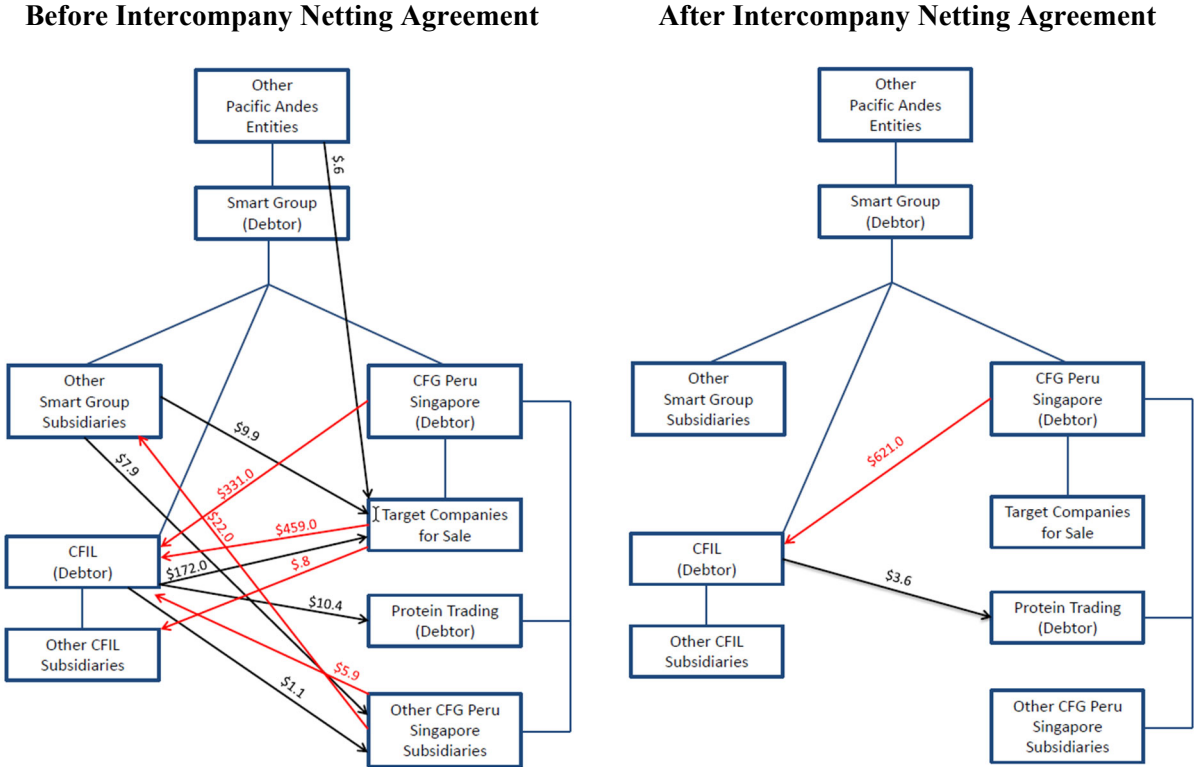 Before Intercompany Netting Agreement
Other
Pacific Andes
Entities
$.6
Smart Group
(Debtor)
Other
Smart Group
Subsidiaries
CFG Peru
Singapore
(Debtor)
$9.9
$7.9
$331.0
$22.0
Target Companies
for Sale
$459.0
CFIL
(Debtor)
$172.0
$.8
$10.4
Protein Trading
(Debtor)
Other CFIL
Subsidiaries
$5.9
$1.1
Other CFG Peru
Singapore
Subsidiaries
After Intercompany Netting Agreement
Other
Pacific Andes
Entities
Smart Group
(Debtor)
Other
Smart Group
Subsidiaries
CFG Peru
Singapore
(Debtor)
$621.0
Target Companies
for Sale
CFIL
(Debtor)
$3.6
Protein Trading
(Debtor)
Other CFIL
Subsidiaries
Other CFG Peru
Singapore
Subsidiaries